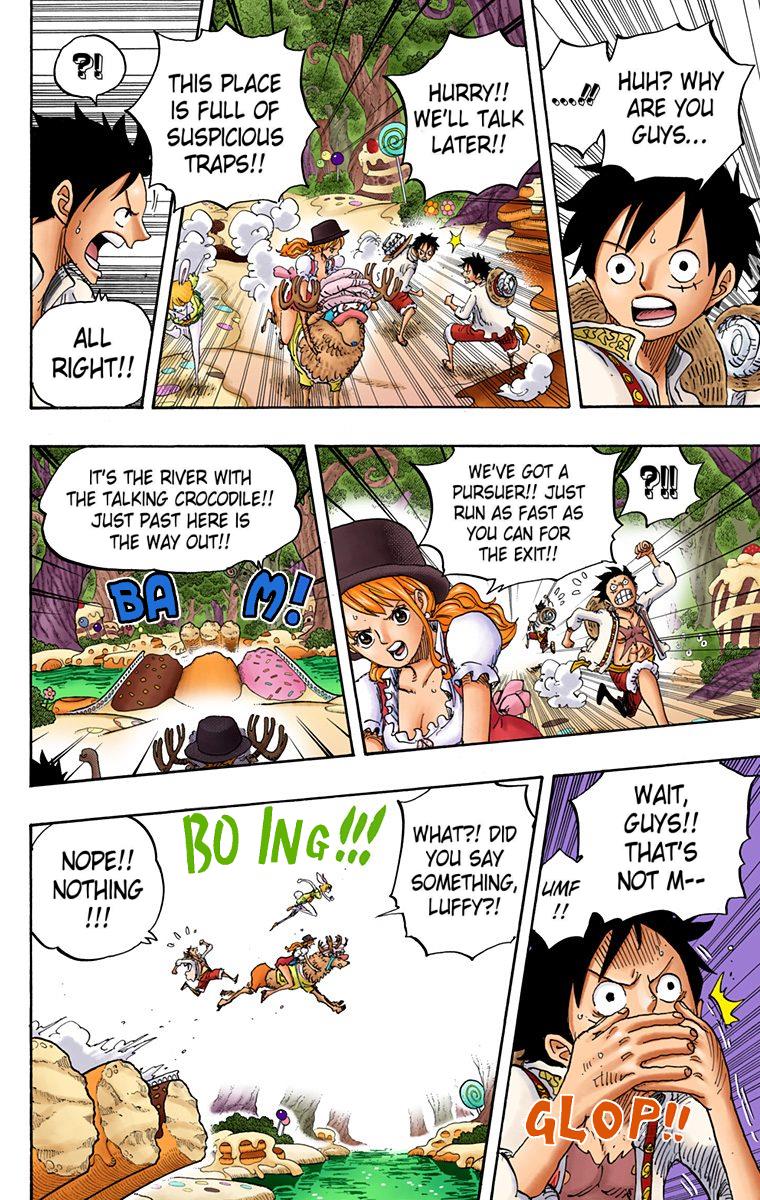 HUH? WHY
ARE YOU
GUYS...
...!!
HURRY!!
WE'LL TALK
LATER!!
THIS PLACE
IS FULL OF
SUSPICIOUS
TRAPS!!
?!
ALL
RIGHT!!
?!!
WE'VE GOT A
PURSUER!! JUST
RUN AS FAST AS
YOU CAN FOR
THE EXIT!!
IT'S THE RIVER WITH
THE TALKING CROCODILE!!
JUST PAST HERE IS
THE WAY OUT!!
BA M!
WAIT,
GUYS!!
THAT'S
NOT M--
UMF
!!
GLOP!!
WHAT?! DID
YOU SAY
SOMETHING,
LUFFY?!
BO ING!!!
NOPE!!
NOTHING
!!!